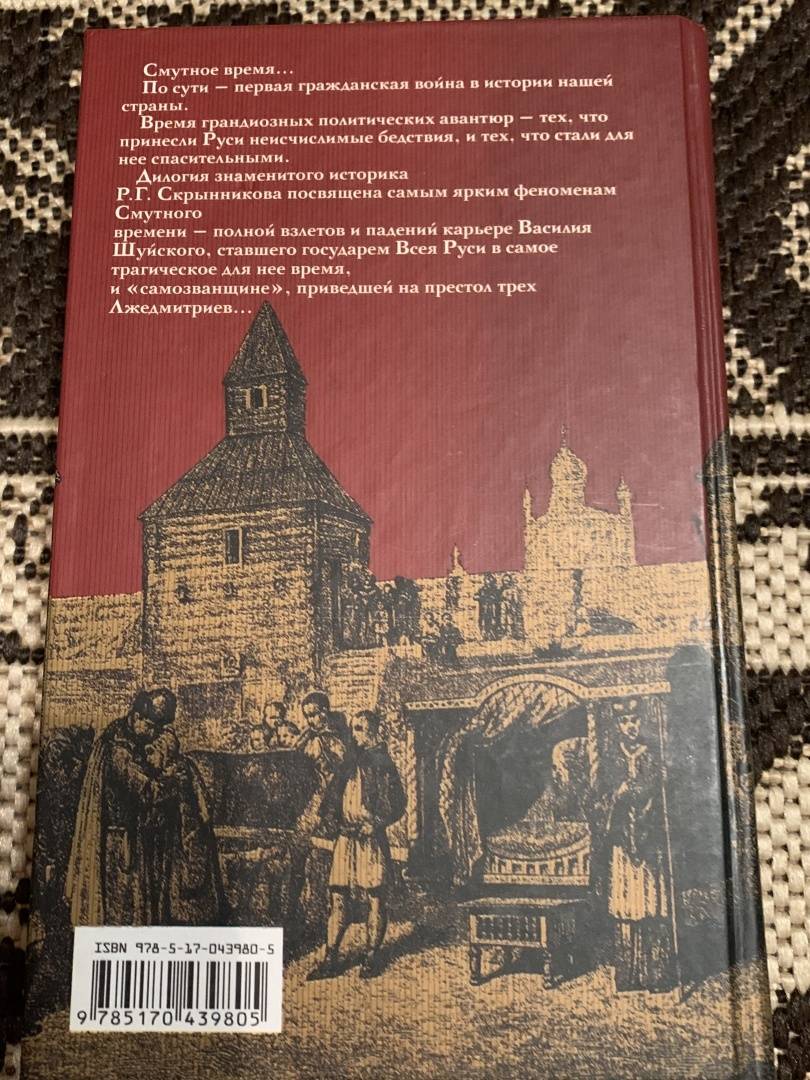 Смутное время...
По сути – первая гражданская война в истории нашей
страны.
Время грандиозных политических авантюр – тех, что
принесли Руси неисчислимые бедствия, и тех, что стали для
нее спасительными.
Дилогия знаменитого историка
Р.Г. Скрынникова посвящена самым ярким феноменам
Смутного
времени – полной взлетов и падений карьере Василия
Шуйского, ставшего государем Всея Руси в самое
трагическое для нее время,
и «самозванщине», приведшей на престол трех
Лжедмитриев...
ISBN 978-5-17-043980-5
9 785170 439805